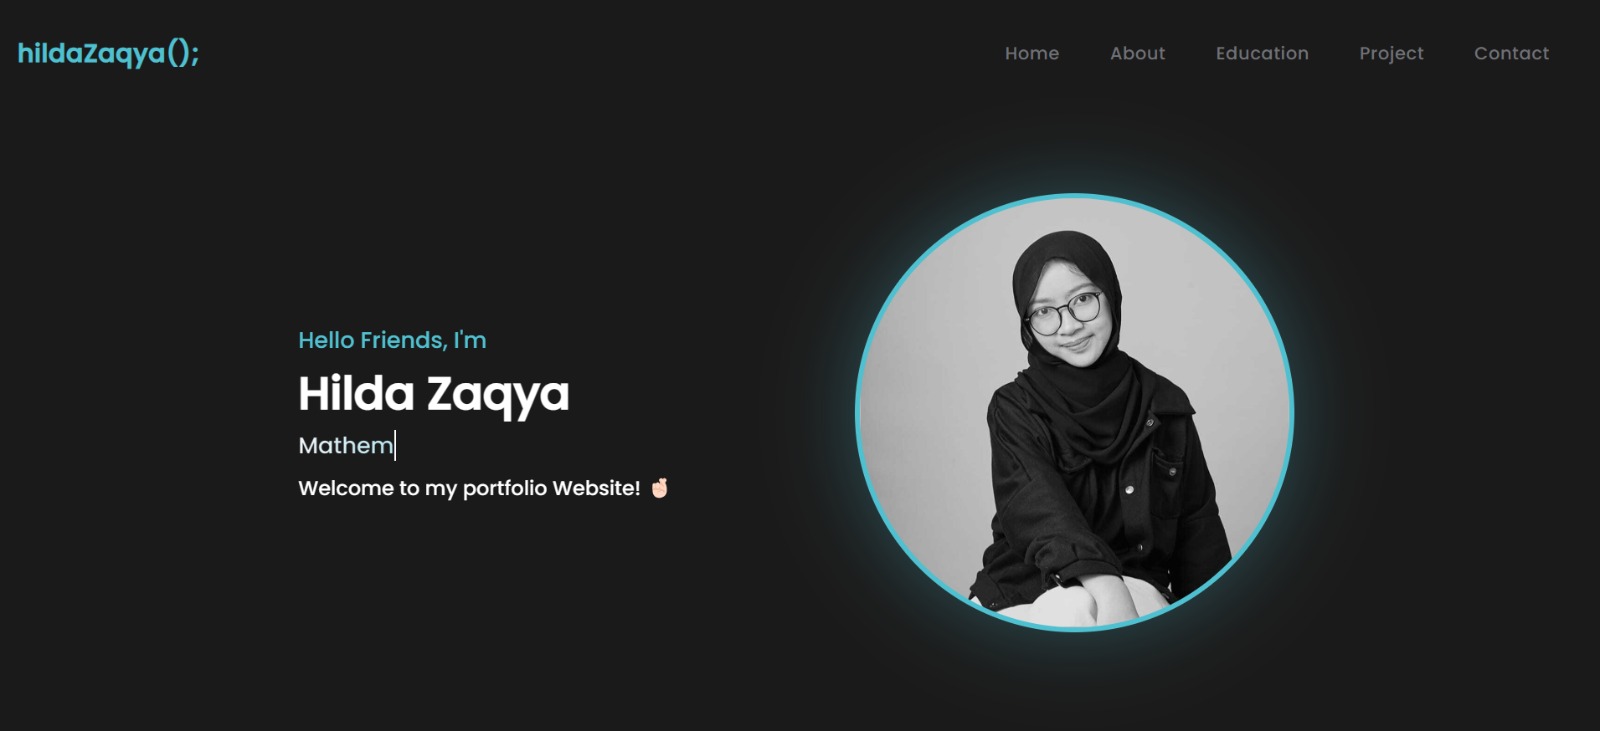 hildaZaqya();
Home About Education Project Contact
Hello Friends, I'm
Hilda Zaqya
Mathem
Welcome to my portfolio Website! 🤞🏻